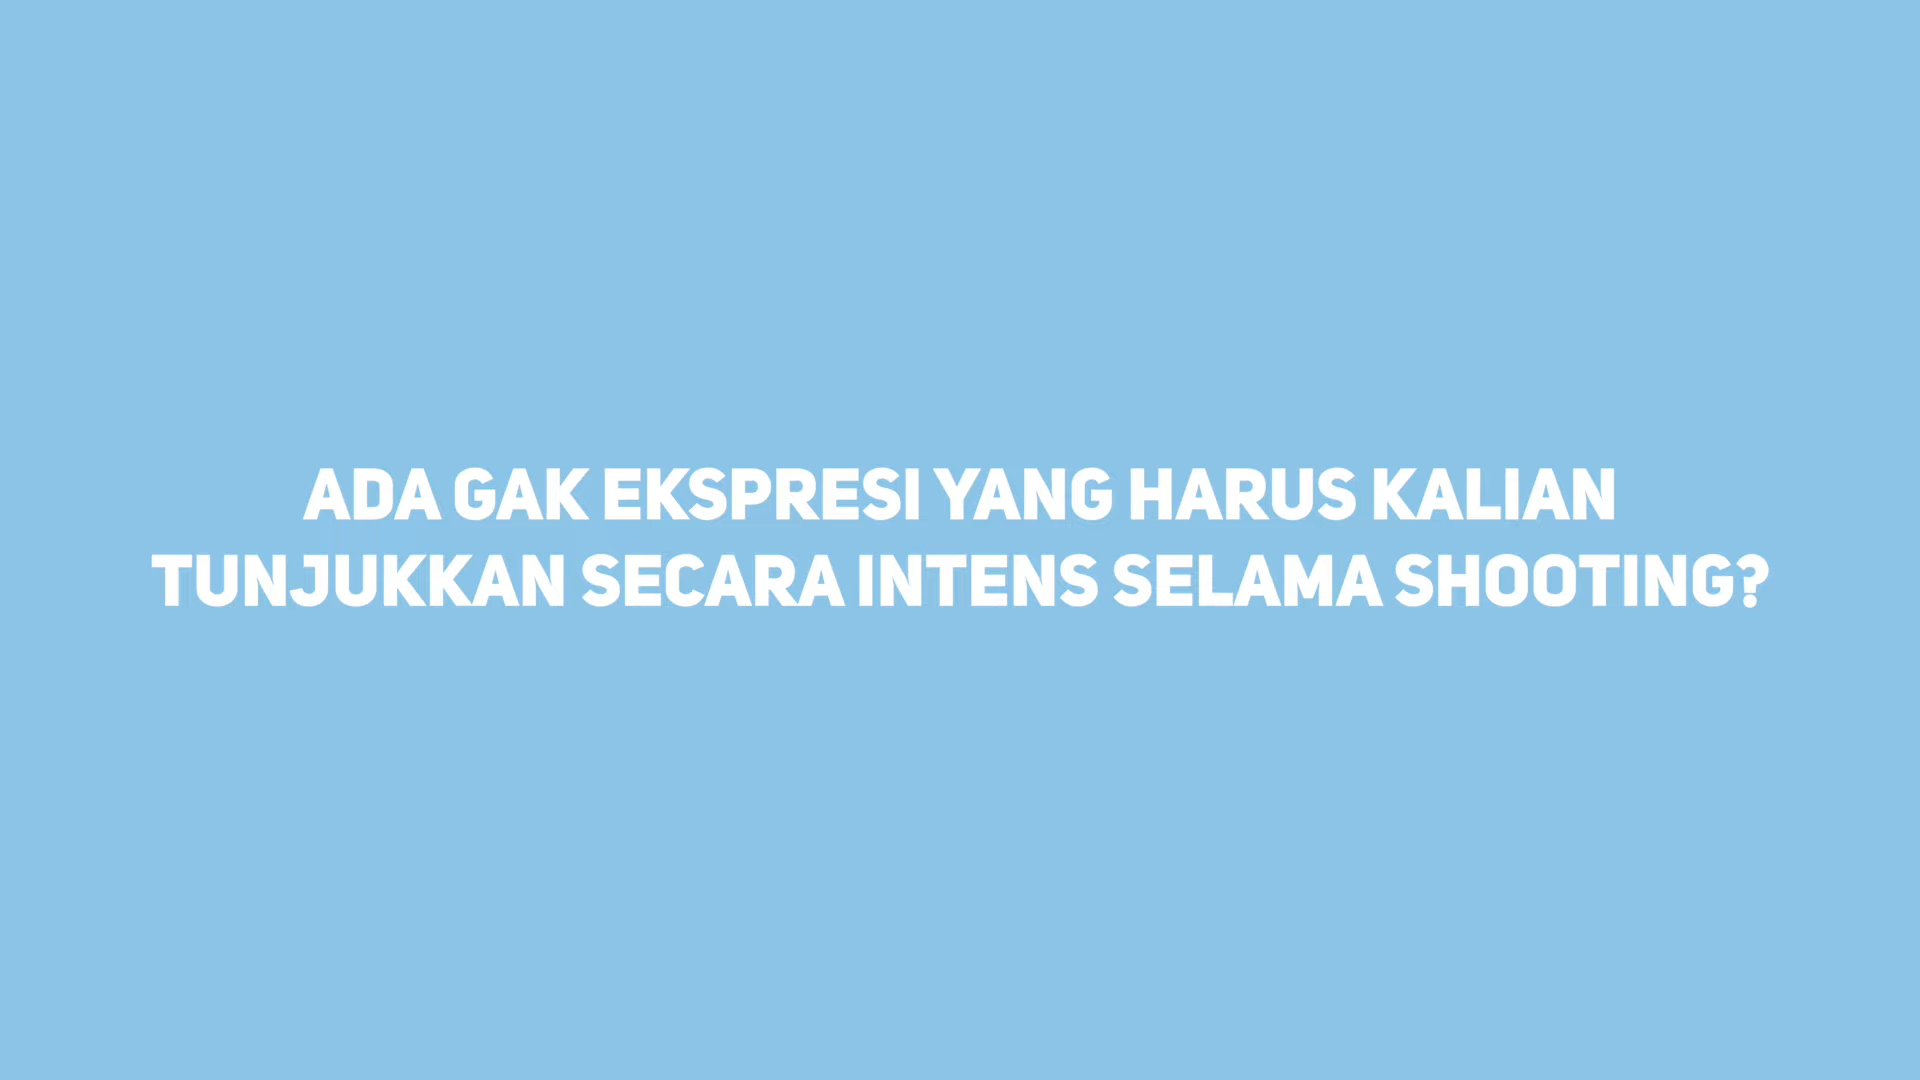 ADA GAK EKSPRESI YANG HARUS KALIAN
TUNJUKKAN SECARA INTENS SELAMA SHOOTING?